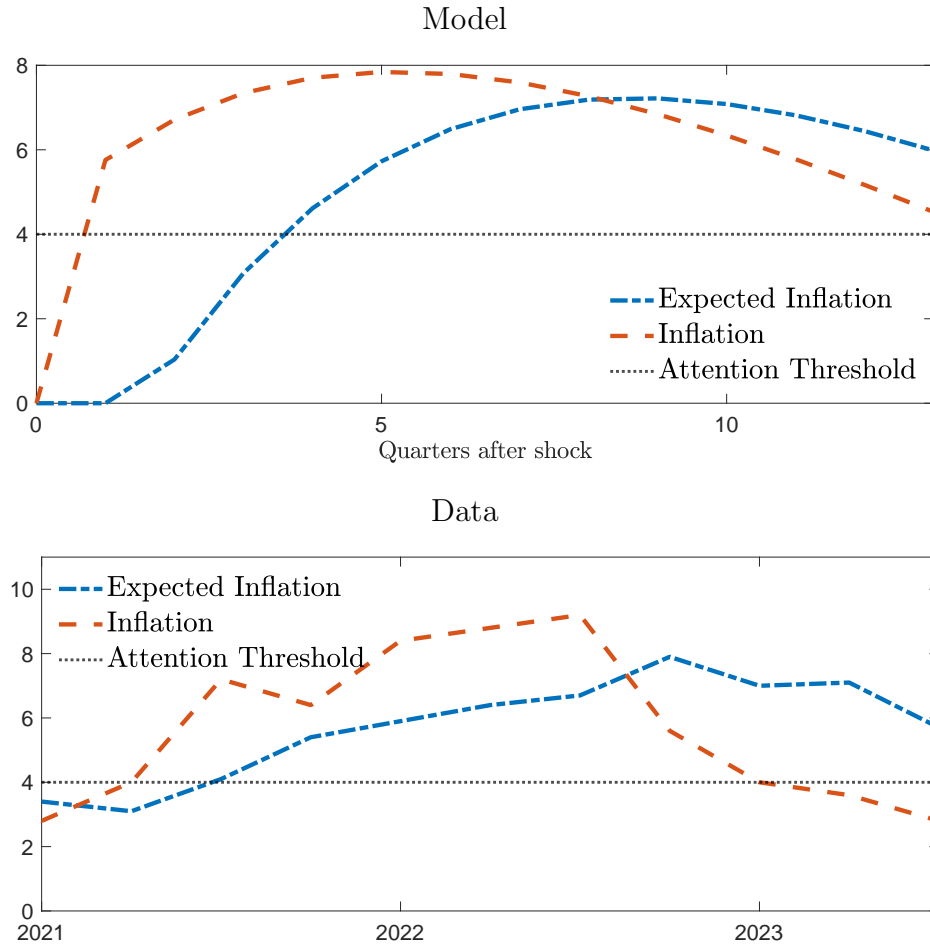 Model
8
6
4
2
0
Expected Inflation
Inflation
Attention Threshold
0 5 10
Quarters after shock
Data
10
8
6
4
2
0
Expected Inflation
Inflation
Attention Threshold
2021 2022 2023